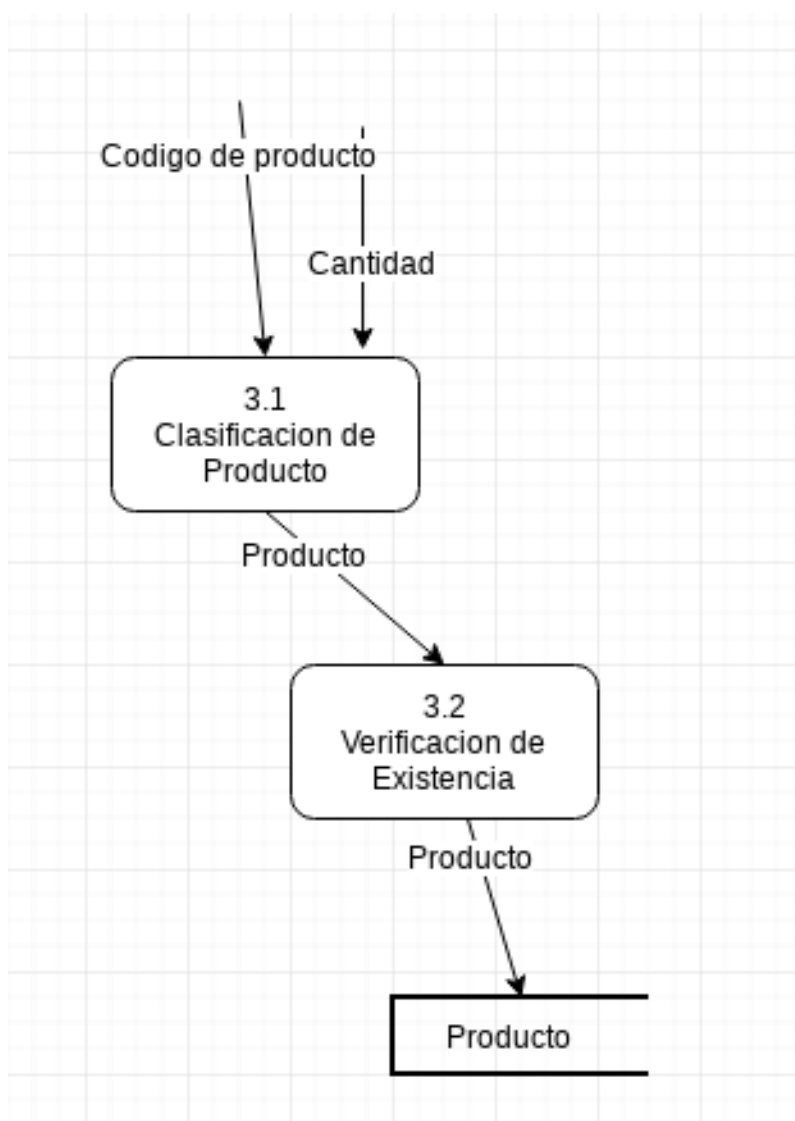 Codigo de producto
Cantidad
3.1
Clasificacion de
Producto
Producto
3.2
Verificacion de
Existencia
Producto
Producto